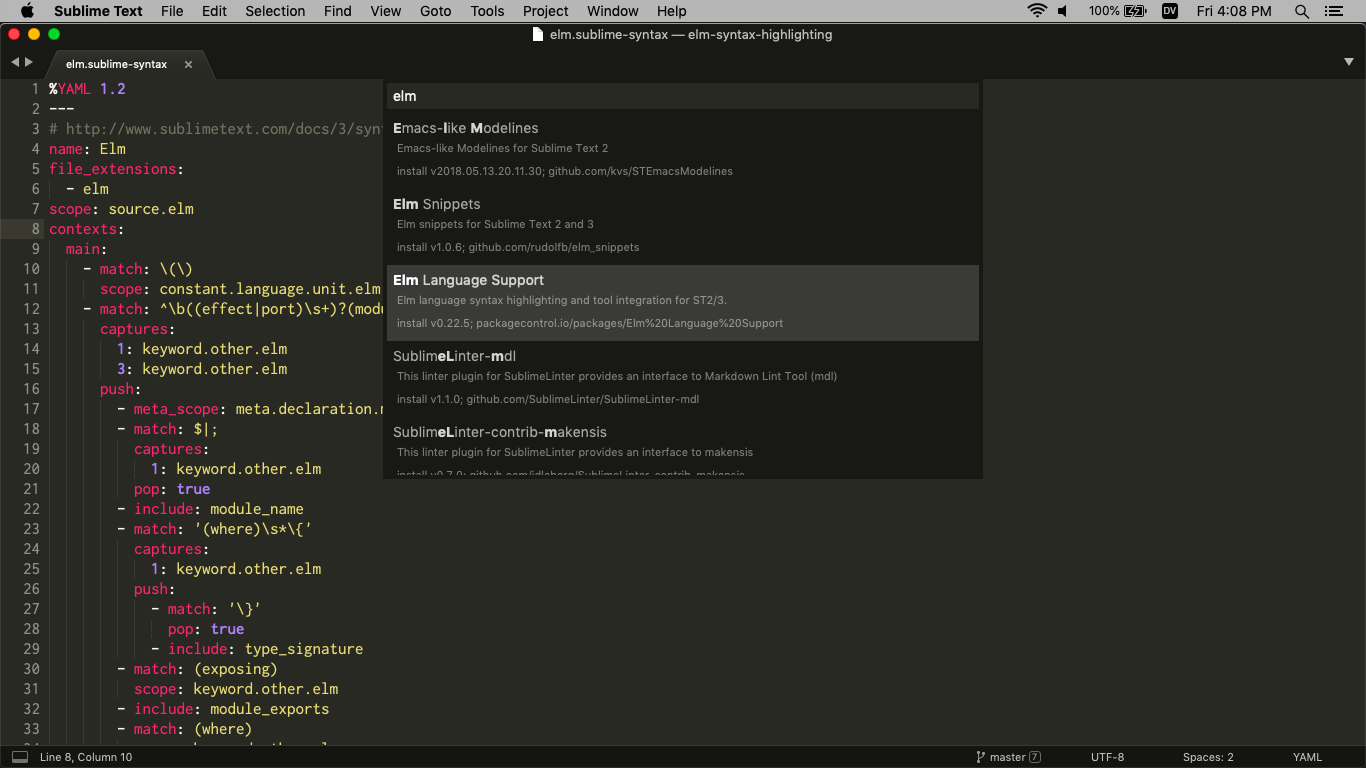 Sublime Text File Edit Selection Find View Goto Tools Project Window Help 100% DV Fri 4:08 PM
elm.sublime-syntax — elm-syntax-highlighting
elm.sublime-syntax ×
elm
Emacs-like Modelines
Emacs-like Modelines for Sublime Text 2
install v2018.05.13.20.11.30; github.com/kvs/STEmacsModelines
Elm Snippets
Elm snippets for Sublime Text 2 and 3
install v1.0.6; github.com/rudolfb/elm_snippets
Elm Language Support
Elm language syntax highlighting and tool integration for ST2/3.
install v0.22.5; packagecontrol.io/packages/Elm%20Language%20Support
SublimeLinter-mdl
This linter plugin for SublimeLinter provides an interface to Markdown Lint Tool (mdl)
install v1.1.0; github.com/SublimeLinter/SublimeLinter-mdl
SublimeLinter-contrib-makensis
This linter plugin for SublimeLinter provides an interface to makensis
install v0.7.0; github.com/idleberg/SublimeLinter-contrib-makensis
1 %YAML 1.2
2 ---
3 # http://www.sublimetext.com/docs/3/syn
4 name: Elm
5 file_extensions:
6 - elm
7 scope: source.elm
8 contexts:
9 main:
10 - match: \(\)
11 scope: constant.language.unit.elm
12 - match: ^\b((effect|port)\s+)?(modu
13 captures:
14 1: keyword.other.elm
15 3: keyword.other.elm
16 push:
17 - meta_scope: meta.declaration.m
18 - match: $|;
19 captures:
20 1: keyword.other.elm
21 pop: true
22 - include: module_name
23 - match: '(where)\s*\{'
24 captures:
25 1: keyword.other.elm
26 push:
27 - match: '\}'
28 pop: true
29 - include: type_signature
30 - match: (exposing)
31 scope: keyword.other.elm
32 - include: module_exports
33 - match: (where)
Line 8, Column 10 master 7 UTF-8 Spaces: 2 YAML